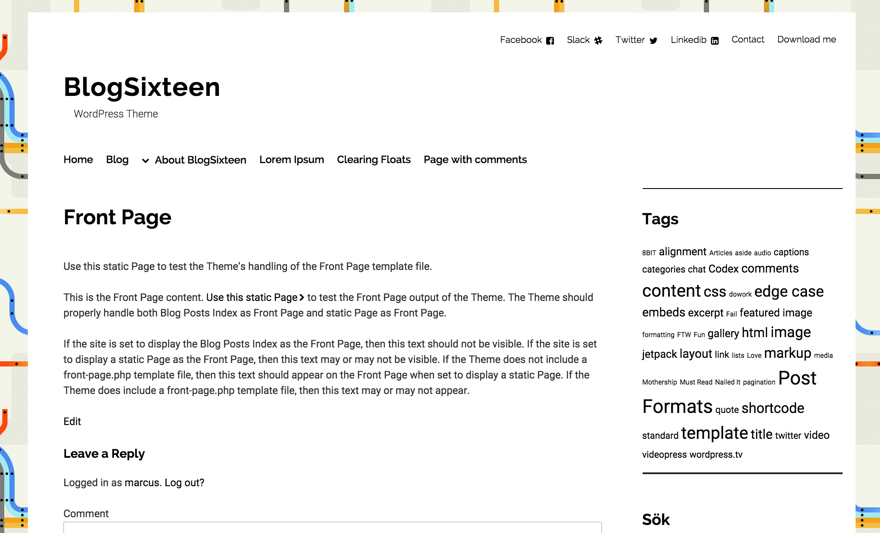 Facebook Slack Twitter Linkedib Contact Download me
BlogSixteen
WordPress Theme
Home Blog About BlogSixteen Lorem Ipsum Clearing Floats Page with comments
Front Page
Use this static Page to test the Theme's handling of the Front Page template file.
This is the Front Page content. Use this static Page to test the Front Page output of the Theme. The Theme should
properly handle both Blog Posts Index as Front Page and static Page as Front Page.
If the site is set to display the Blog Posts Index as the Front Page, then this text should not be visible. If the site is set
to display a static Page as the Front Page, then this text may or may not be visible. If the Theme does not include a
front-page.php template file, then this text should appear on the Front Page when set to display a static Page. If the
Theme does include a front-page.php template file, then this text may or may not appear.
Edit
Leave a Reply
Logged in as marcus. Log out?
Comment
Tags
8BIT alignment Articles aside audio captions
categories chat Codex comments
content css dowork edge case
embeds excerpt Fail featured image
formatting FTW Fun gallery html image
jetpack layout link lists Love markup media
Mothership Must Read Nailed It pagination Post
Formats quote shortcode
standard template title twitter video
videopress wordpress.tv
Sök